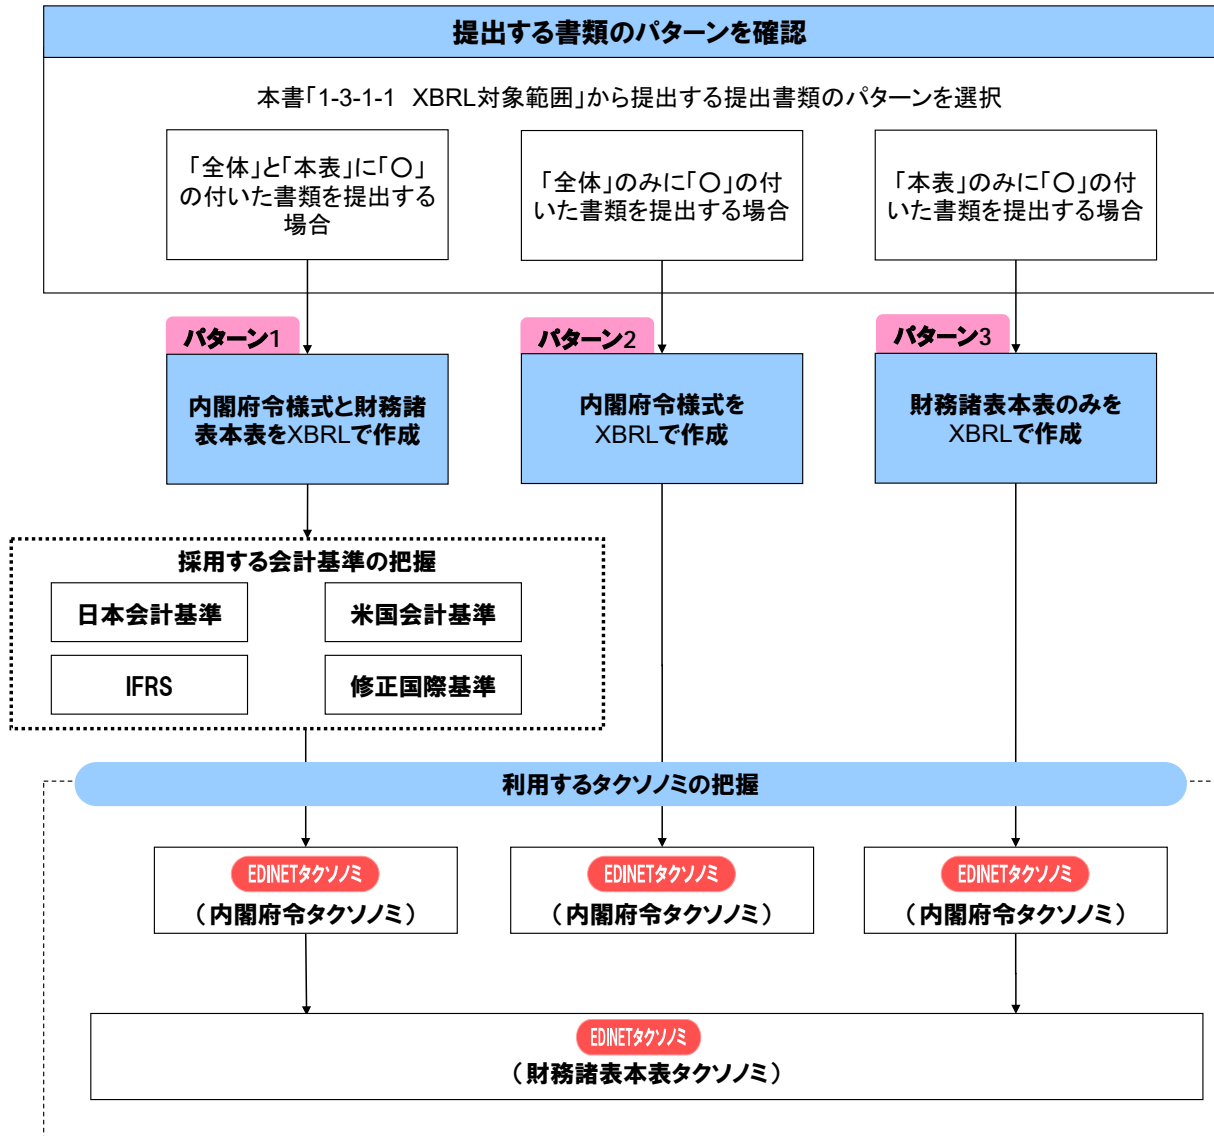 提出する書類のパターンを確認
本書「1-3-1-1 XBRL対象範囲」から提出する提出書類のパターンを選択
「全体」と「本表」に「〇」
の付いた書類を提出する
場合
「全体」のみに「〇」の付
いた書類を提出する場合
「本表」のみに「〇」の付
いた書類を提出する場合
パターン1
パターン2
パターン3
内閣府令様式と財務諸
表本表をXBRLで作成
内閣府令様式を
XBRLで作成
財務諸表本表のみを
XBRLで作成
採用する会計基準の把握
日本会計基準
米国会計基準
IFRS
修正国際基準
利用するタクソノミの把握
EDINETタクソノミ
（内閣府令タクソノミ）
EDINETタクソノミ
（内閣府令タクソノミ）
EDINETタクソノミ
（内閣府令タクソノミ）
EDINETタクソノミ
（財務諸表本表タクソノミ）